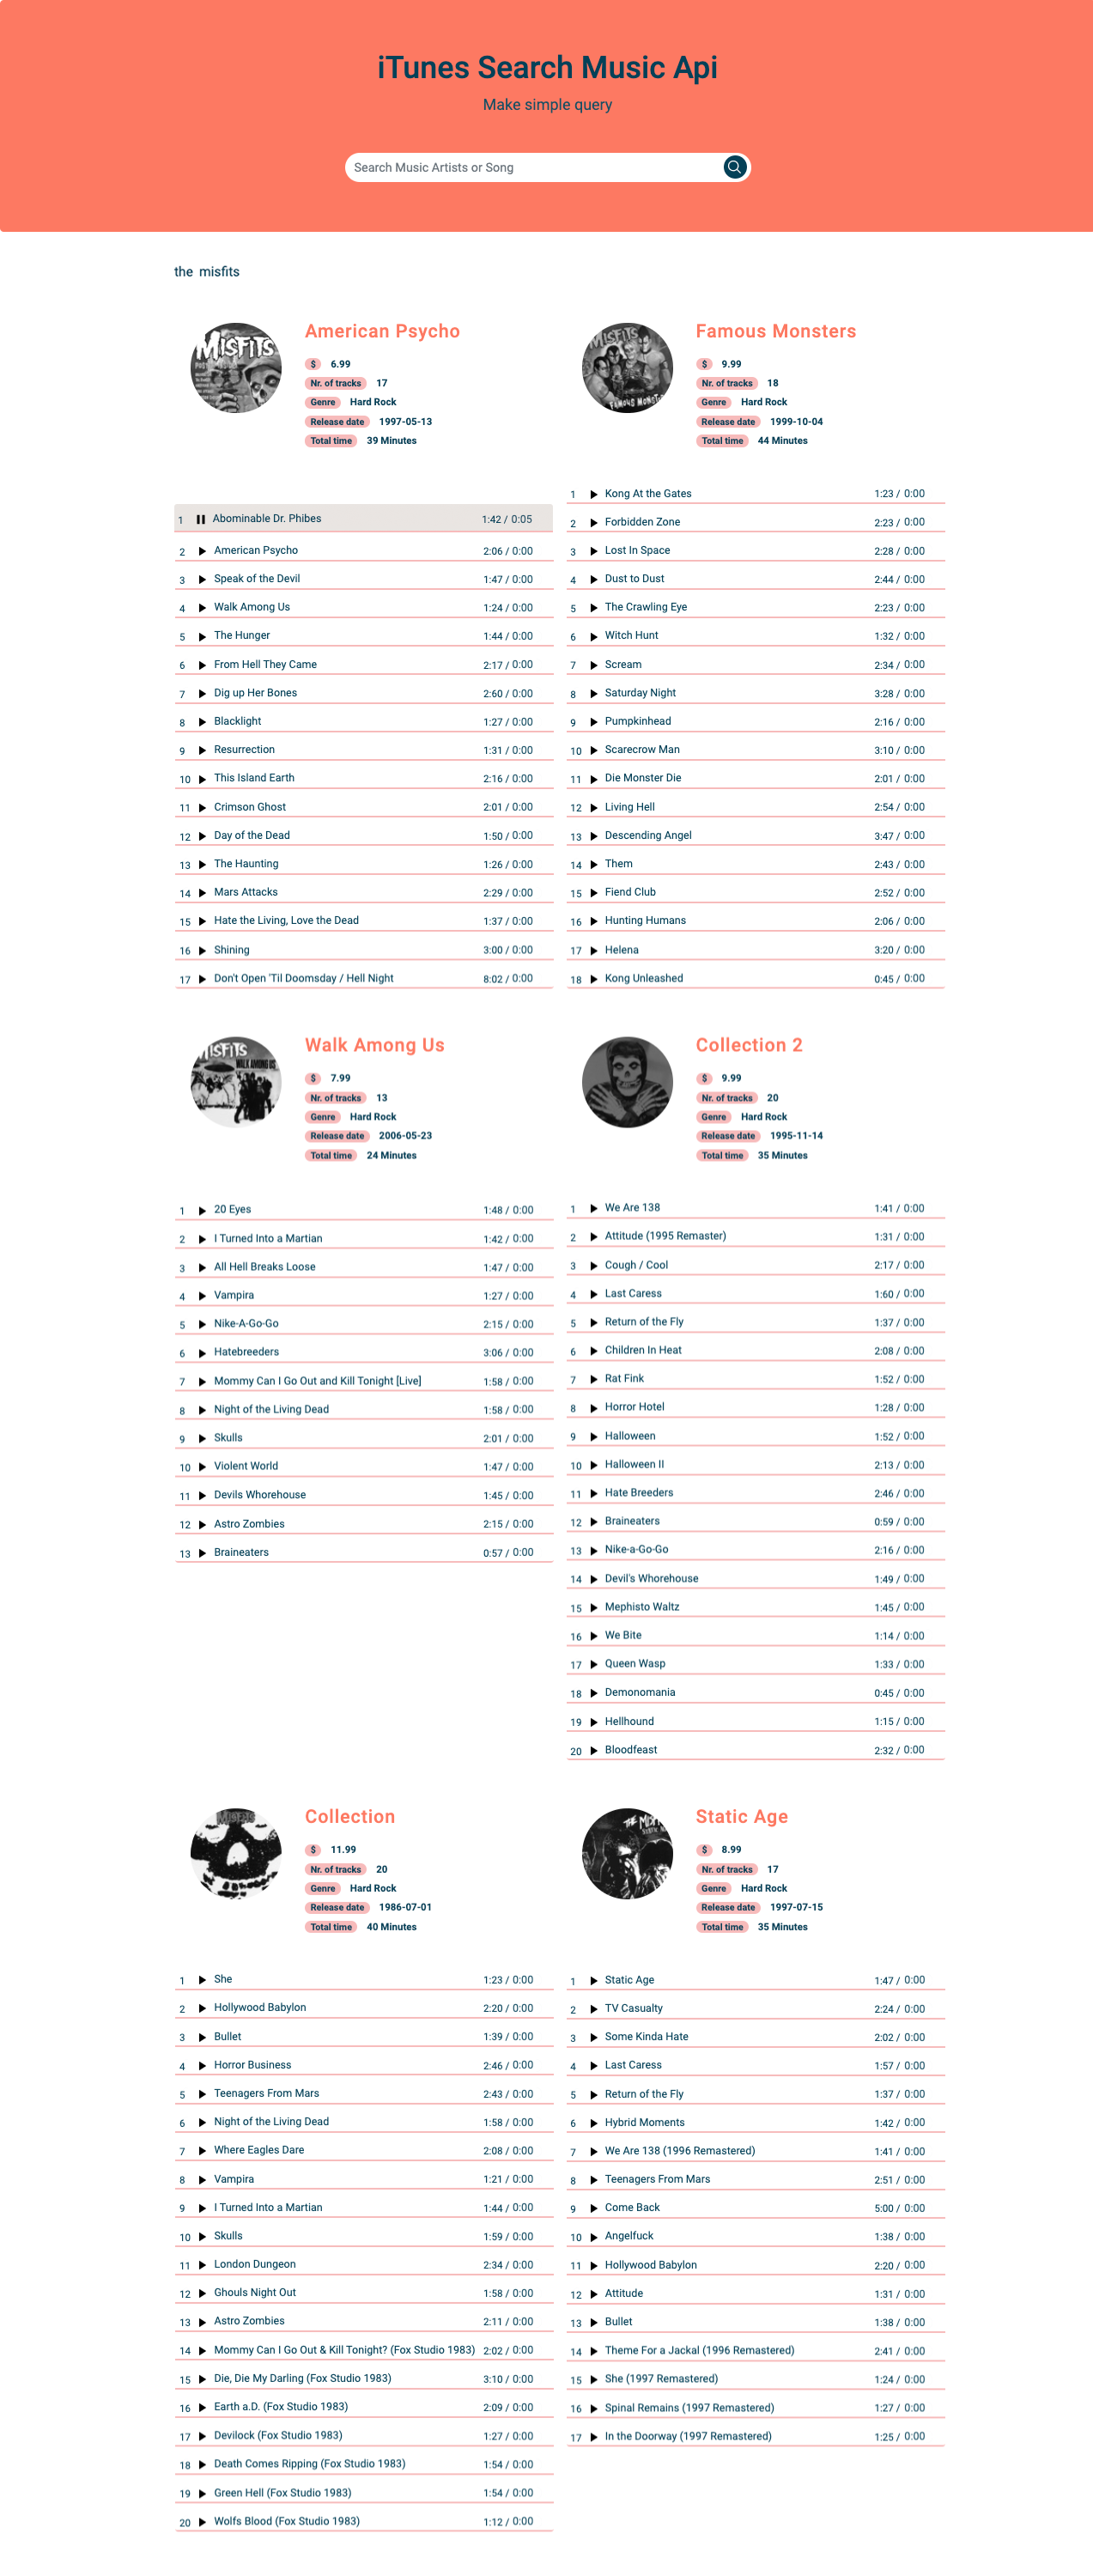 iTunes Search Music Api
Make simple query
Search Music Artists or Song
the misfits
MISFITS
American Psycho
$ 6.99
Nr. of tracks 17
Genre Hard Rock
Release date 1997-05-13
Total time 39 Minutes
1 Abominable Dr. Phibes 1:42 / 0:05
2 American Psycho 2:06 / 0:00
3 Speak of the Devil 1:47 / 0:00
4 Walk Among Us 1:24 / 0:00
5 The Hunger 1:44 / 0:00
6 From Hell They Came 2:17 / 0:00
7 Dig up Her Bones 2:60 / 0:00
8 Blacklight 1:27 / 0:00
9 Resurrection 1:31 / 0:00
10 This Island Earth 2:16 / 0:00
11 Crimson Ghost 2:01 / 0:00
12 Day of the Dead 1:50 / 0:00
13 The Haunting 1:26 / 0:00
14 Mars Attacks 2:29 / 0:00
15 Hate the Living, Love the Dead 1:37 / 0:00
16 Shining 3:00 / 0:00
17 Don't Open 'Til Doomsday / Hell Night 8:02 / 0:00
Famous Monsters
$ 9.99
Nr. of tracks 18
Genre Hard Rock
Release date 1999-10-04
Total time 44 Minutes
1 Kong At the Gates 1:23 / 0:00
2 Forbidden Zone 2:23 / 0:00
3 Lost In Space 2:28 / 0:00
4 Dust to Dust 2:44 / 0:00
5 The Crawling Eye 2:23 / 0:00
6 Witch Hunt 1:32 / 0:00
7 Scream 2:34 / 0:00
8 Saturday Night 3:28 / 0:00
9 Pumpkinhead 2:16 / 0:00
10 Scarecrow Man 3:10 / 0:00
11 Die Monster Die 2:01 / 0:00
12 Living Hell 2:54 / 0:00
13 Descending Angel 3:47 / 0:00
14 Them 2:43 / 0:00
15 Fiend Club 2:52 / 0:00
16 Hunting Humans 2:06 / 0:00
17 Helena 3:20 / 0:00
18 Kong Unleashed 0:45 / 0:00
WALK AMONG US
Walk Among Us
$ 7.99
Nr. of tracks 13
Genre Hard Rock
Release date 2006-05-23
Total time 24 Minutes
1 20 Eyes 1:48 / 0:00
2 I Turned Into a Martian 1:42 / 0:00
3 All Hell Breaks Loose 1:47 / 0:00
4 Vampira 1:27 / 0:00
5 Nike-A-Go-Go 2:15 / 0:00
6 Hatebreeders 3:06 / 0:00
7 Mommy Can I Go Out and Kill Tonight [Live] 1:58 / 0:00
8 Night of the Living Dead 1:58 / 0:00
9 Skulls 2:01 / 0:00
10 Violent World 1:47 / 0:00
11 Devils Whorehouse 1:45 / 0:00
12 Astro Zombies 2:15 / 0:00
13 Braineaters 0:57 / 0:00
Collection 2
$ 9.99
Nr. of tracks 20
Genre Hard Rock
Release date 1995-11-14
Total time 35 Minutes
1 We Are 138 1:41 / 0:00
2 Attitude (1995 Remaster) 1:31 / 0:00
3 Cough / Cool 2:17 / 0:00
4 Last Caress 1:60 / 0:00
5 Return of the Fly 1:37 / 0:00
6 Children In Heat 2:08 / 0:00
7 Rat Fink 1:52 / 0:00
8 Horror Hotel 1:28 / 0:00
9 Halloween 1:52 / 0:00
10 Halloween II 2:13 / 0:00
11 Hate Breeders 2:46 / 0:00
12 Braineaters 0:59 / 0:00
13 Nike-a-Go-Go 2:16 / 0:00
14 Devil's Whorehouse 1:49 / 0:00
15 Mephisto Waltz 1:45 / 0:00
16 We Bite 1:14 / 0:00
17 Queen Wasp 1:33 / 0:00
18 Demonomania 0:45 / 0:00
19 Hellhound 1:15 / 0:00
20 Bloodfeast 2:32 / 0:00
Collection
$ 11.99
Nr. of tracks 20
Genre Hard Rock
Release date 1986-07-01
Total time 40 Minutes
1 She 1:23 / 0:00
2 Hollywood Babylon 2:20 / 0:00
3 Bullet 1:39 / 0:00
4 Horror Business 2:46 / 0:00
5 Teenagers From Mars 2:43 / 0:00
6 Night of the Living Dead 1:58 / 0:00
7 Where Eagles Dare 2:08 / 0:00
8 Vampira 1:21 / 0:00
9 I Turned Into a Martian 1:44 / 0:00
10 Skulls 1:59 / 0:00
11 London Dungeon 2:34 / 0:00
12 Ghouls Night Out 1:58 / 0:00
13 Astro Zombies 2:11 / 0:00
14 Mommy Can I Go Out & Kill Tonight? (Fox Studio 1983) 2:02 / 0:00
15 Die, Die My Darling (Fox Studio 1983) 3:10 / 0:00
16 Earth a.D. (Fox Studio 1983) 2:09 / 0:00
17 Devilock (Fox Studio 1983) 1:27 / 0:00
18 Death Comes Ripping (Fox Studio 1983) 1:54 / 0:00
19 Green Hell (Fox Studio 1983) 1:54 / 0:00
20 Wolfs Blood (Fox Studio 1983) 1:12 / 0:00
Static Age
$ 8.99
Nr. of tracks 17
Genre Hard Rock
Release date 1997-07-15
Total time 35 Minutes
1 Static Age 1:47 / 0:00
2 TV Casualty 2:24 / 0:00
3 Some Kinda Hate 2:02 / 0:00
4 Last Caress 1:57 / 0:00
5 Return of the Fly 1:37 / 0:00
6 Hybrid Moments 1:42 / 0:00
7 We Are 138 (1996 Remastered) 1:41 / 0:00
8 Teenagers From Mars 2:51 / 0:00
9 Come Back 5:00 / 0:00
10 Angelfuck 1:38 / 0:00
11 Hollywood Babylon 2:20 / 0:00
12 Attitude 1:31 / 0:00
13 Bullet 1:38 / 0:00
14 Theme For a Jackal (1996 Remastered) 2:41 / 0:00
15 She (1997 Remastered) 1:24 / 0:00
16 Spinal Remains (1997 Remastered) 1:27 / 0:00
17 In the Doorway (1997 Remastered) 1:25 / 0:00